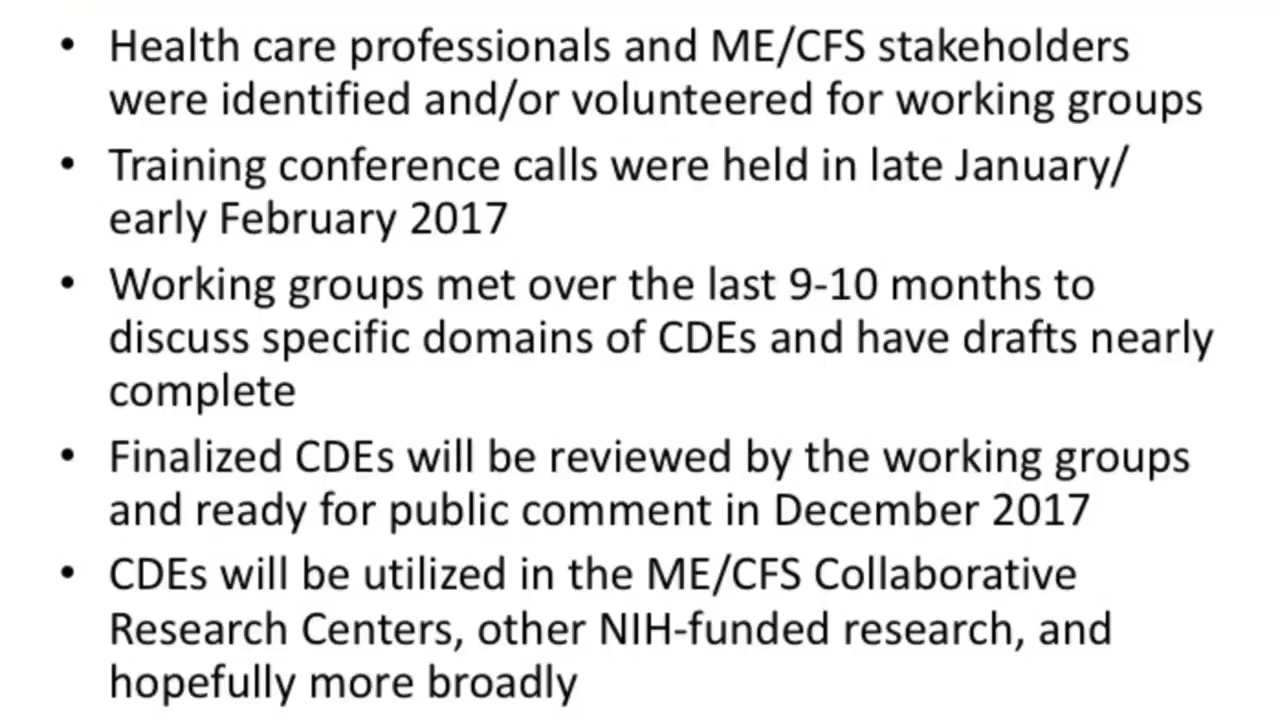 • Health care professionals and ME/CFS stakeholders
were identified and/or volunteered for working groups
• Training conference calls were held in late January/
early February 2017
• Working groups met over the last 9-10 months to
discuss specific domains of CDEs and have drafts nearly
complete
• Finalized CDEs will be reviewed by the working groups
and ready for public comment in December 2017
• CDEs will be utilized in the ME/CFS Collaborative
Research Centers, other NIH-funded research, and
hopefully more broadly